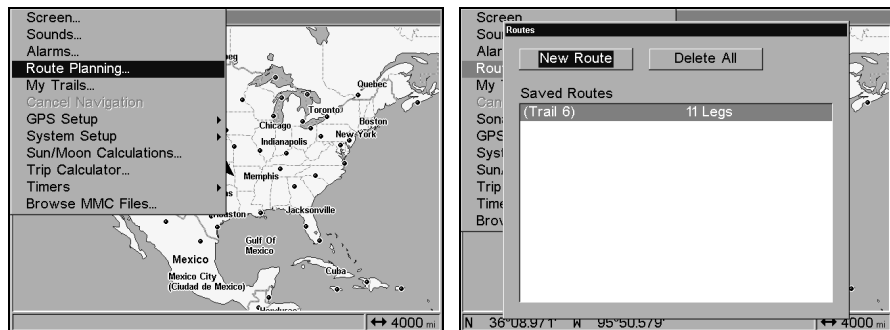 Screen...
Sounds...
Alarms...
Route Planning...
My Trails...
Cancel Navigation
GPS Setup
System Setup
Sun/Moon Calculations...
Trip Calculator...
Timers
Browse MMC Files...
Quebec
Toronto
Boston
Chicago
New York
Indianapolis
Memphis
Jacksonville
Gulf Of
Mexico
Mexico
Mexico City
(Ciudad de Mexico)
Cuba
Honduras
↔ 4000 mi
Screen
Routes
New Route
Delete All
Saved Routes
(Trail 6) 11 Legs
N 36°08.971' W 95°50.579'
↔ 4000 mi